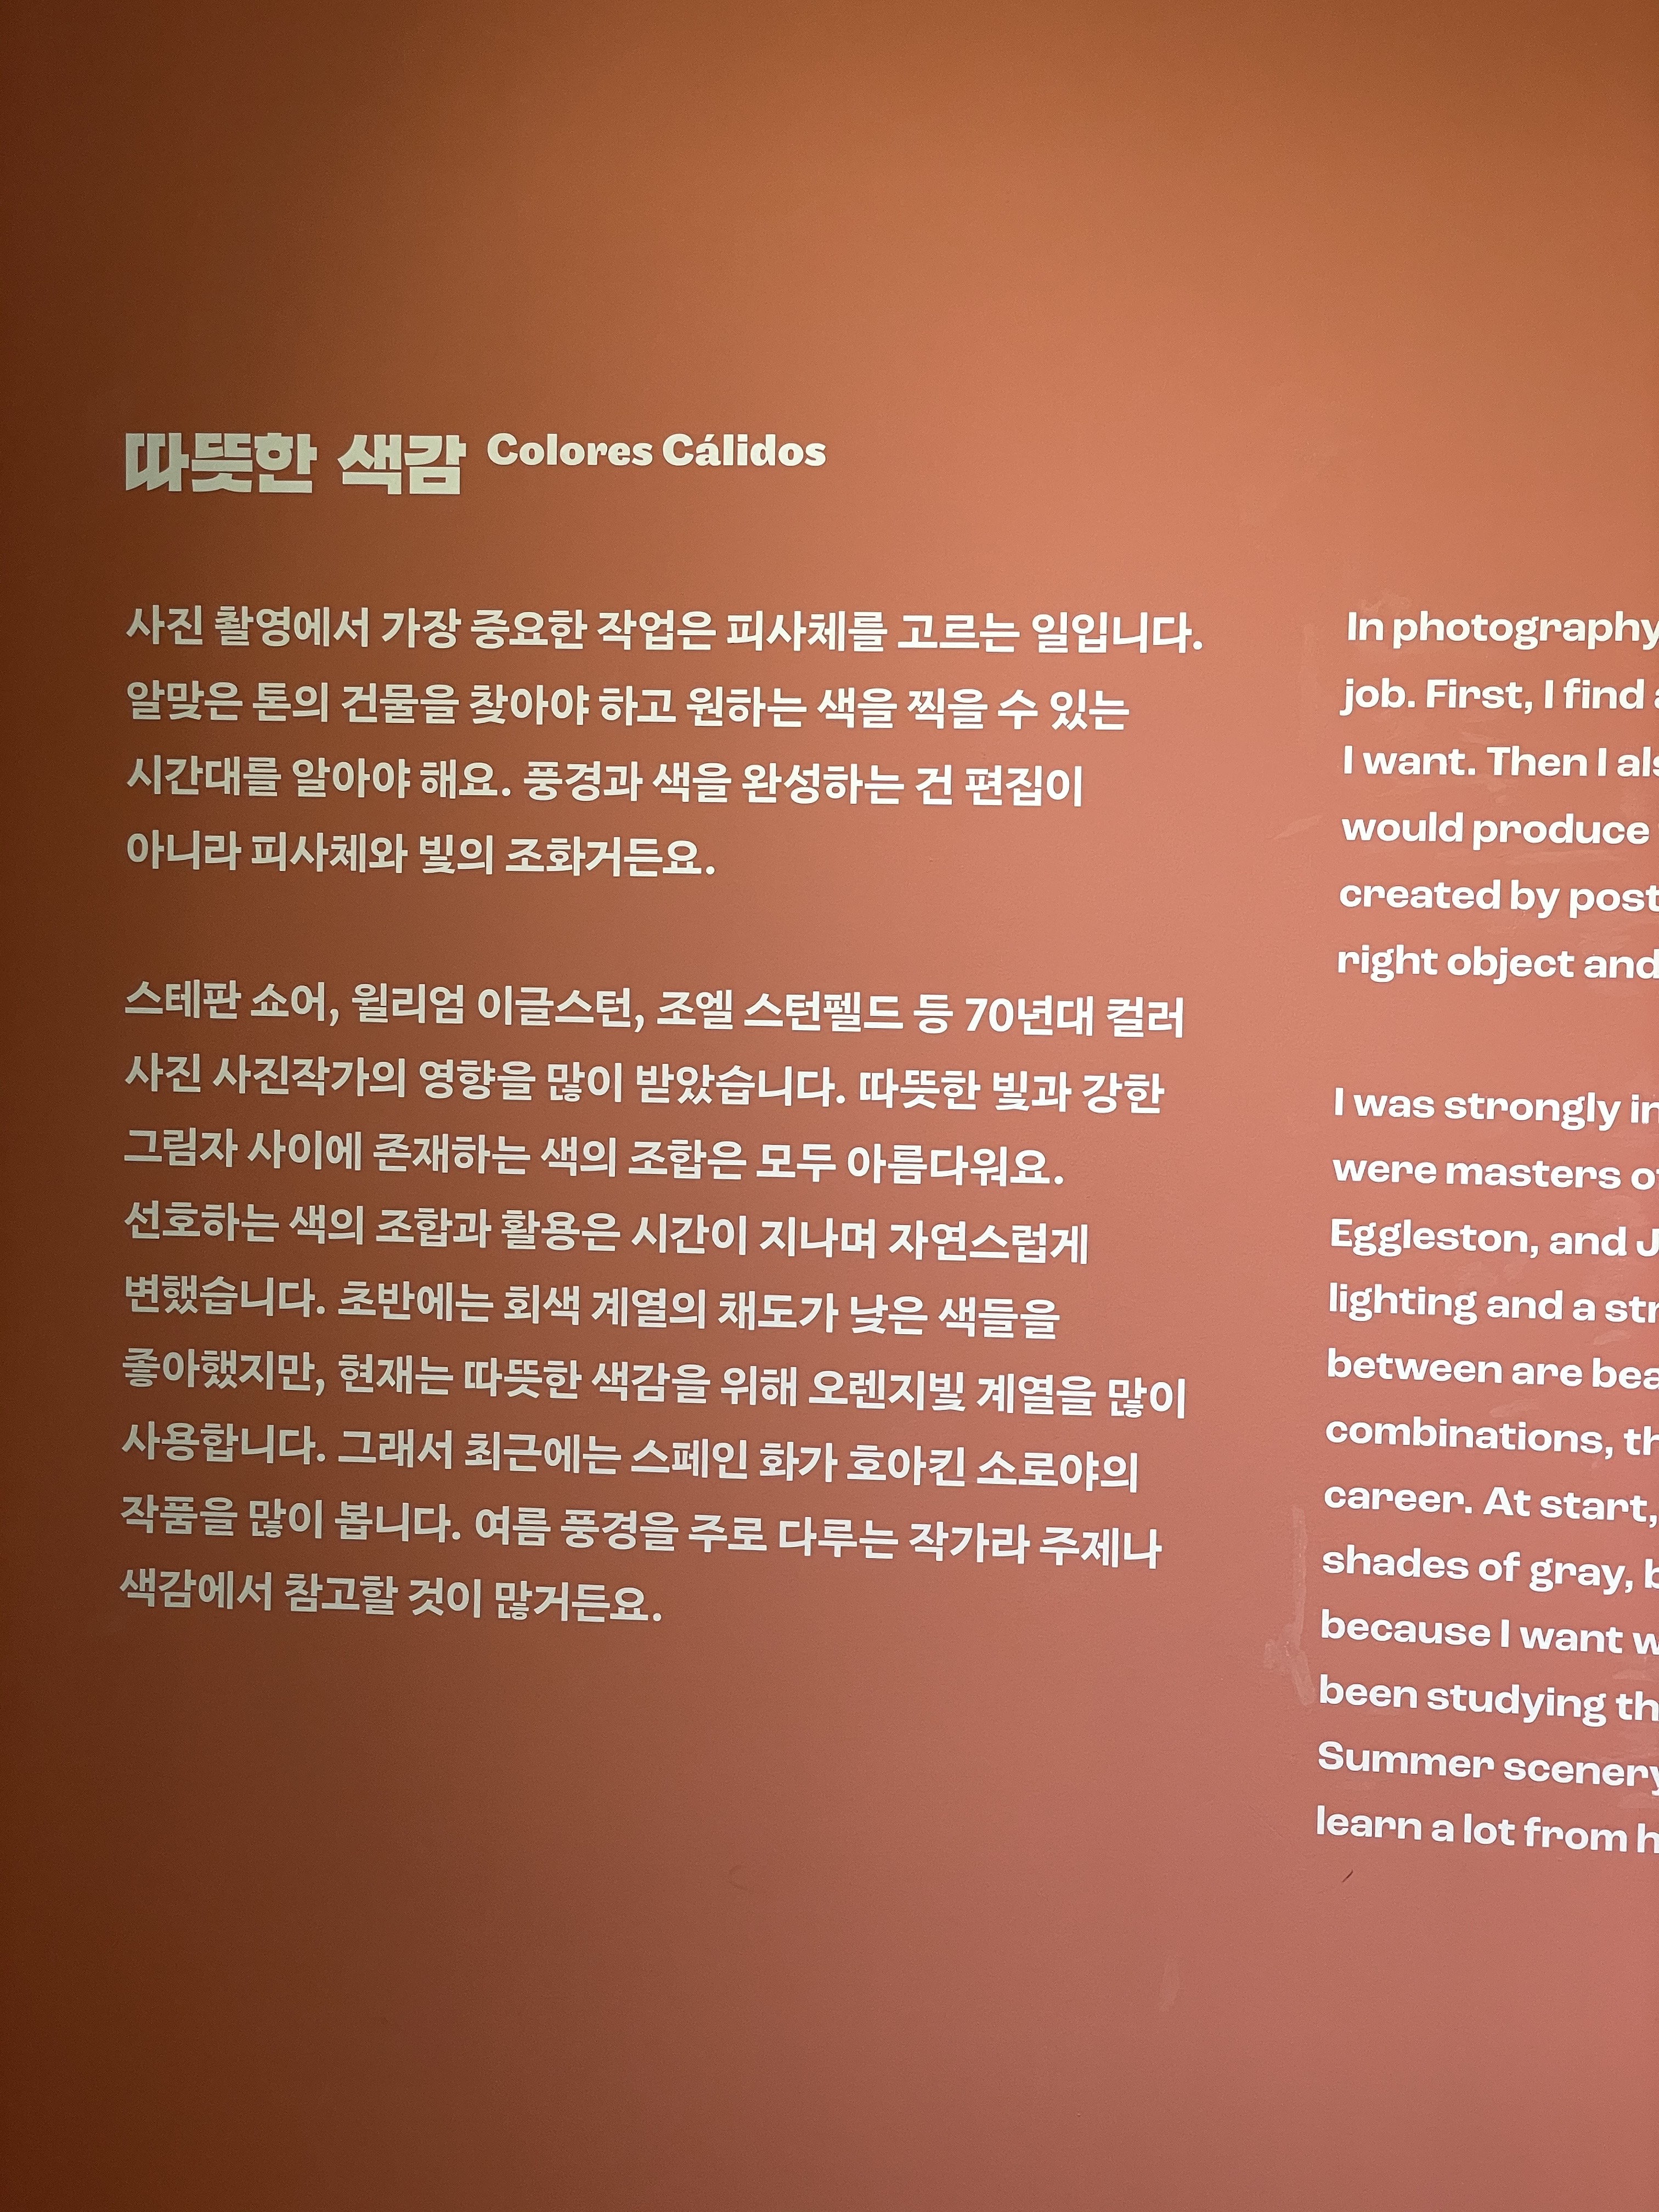 따뜻한 색감 Colores Cálidos
사진 촬영에서 가장 중요한 작업은 피사체를 고르는 일입니다.
알맞은 톤의 건물을 찾아야 하고 원하는 색을 찍을 수 있는
시간대를 알아야 해요. 풍경과 색을 완성하는 건 편집이
아니라 피사체와 빛의 조화거든요.
스테판 쇼어, 윌리엄 이글스턴, 조엘 스턴펠드 등 70년대 컬러
사진 사진작가의 영향을 많이 받았습니다. 따뜻한 빛과 강한
그림자 사이에 존재하는 색의 조합은 모두 아름다워요.
선호하는 색의 조합과 활용은 시간이 지나며 자연스럽게
변했습니다. 초반에는 회색 계열의 채도가 낮은 색들을
좋아했지만, 현재는 따뜻한 색감을 위해 오렌지빛 계열을 많이
사용합니다. 그래서 최근에는 스페인 화가 호아킨 소로야의
작품을 많이 봅니다. 여름 풍경을 주로 다루는 작가라 주제나
색감에서 참고할 것이 많거든요.
In photography
job. First, I find
I want. Then I
would produce
created by post
right object and
I was strongly
were masters
Eggleston, and
lighting and a
between are
combinations,
career. At start,
shades of gray,
because I want
been studying
Summer scenery
learn a lot from